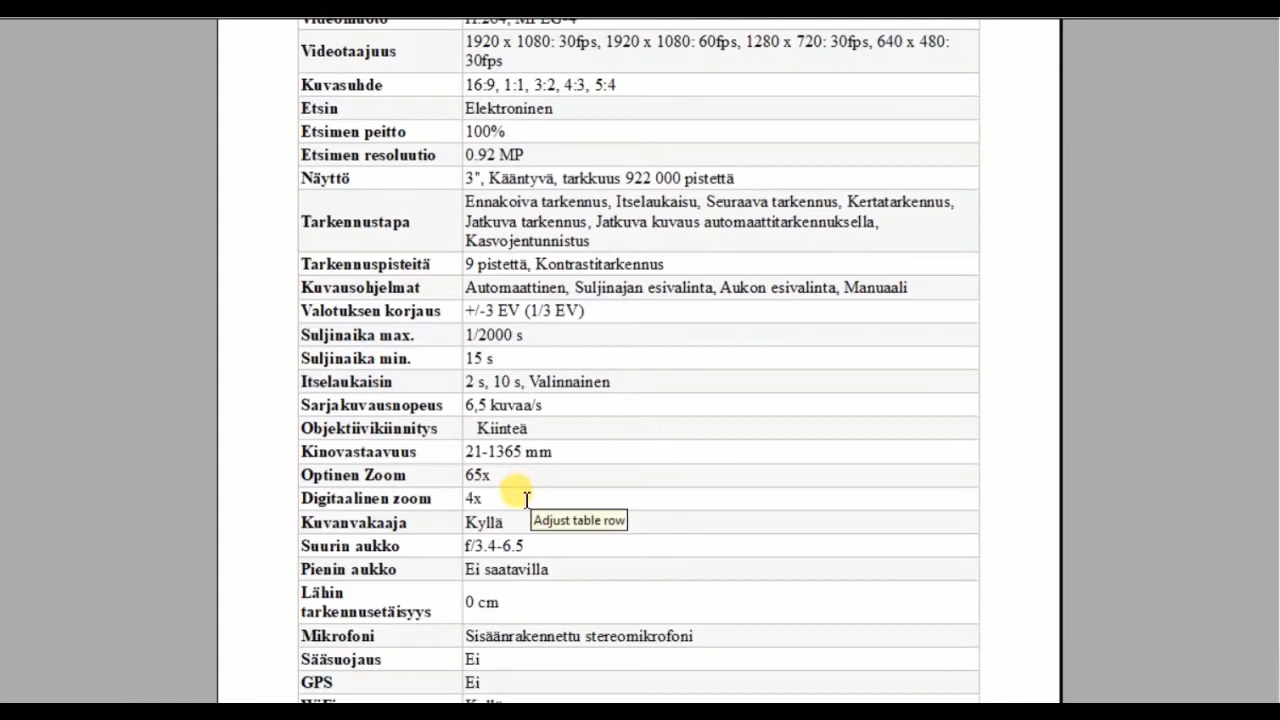 Videomuoto H.264, MPEG-4
Videotaajuus 1920 x 1080: 30fps, 1920 x 1080: 60fps, 1280 x 720: 30fps, 640 x 480:
30fps
Kuvasuhde 16:9, 1:1, 3:2, 4:3, 5:4
Etsin Elektroninen
Etsimen peitto 100%
Etsimen resoluutio 0.92 MP
Näyttö 3", Kääntyvä, tarkkuus 922 000 pistettä
Tarkennustapa Ennakoiva tarkennus, Itselaukaisu, Seuraava tarkennus, Kertatarkennus,
Jatkuva tarkennus, Jatkuva kuvaus automaattitarkennuksella,
Kasvojentunnistus
Tarkennuspisteitä 9 pistettä, Kontrastitarkennus
Kuvausohjelmat Automaattinen, Suljinajan esivalinta, Aukon esivalinta, Manuaali
Valotuksen korjaus +/-3 EV (1/3 EV)
Suljinaika max. 1/2000 s
Suljinaika min. 15 s
Itselaukaisin 2 s, 10 s, Valinnainen
Sarjakuvausnopeus 6,5 kuvaa/s
Objektiivikiinnitys Kiinteä
Kinovastaavuus 21-1365 mm
Optinen Zoom 65x
Digitaalinen zoom 4x
Kuvanvakaaja Kyllä
Adjust table row
Suurin aukko f/3.4-6.5
Pienin aukko Ei saatavilla
Lähin
tarkennusetäisyys 0 cm
Mikrofoni Sisäänrakennettu stereomikrofoni
Sääsuojaus Ei
GPS Ei